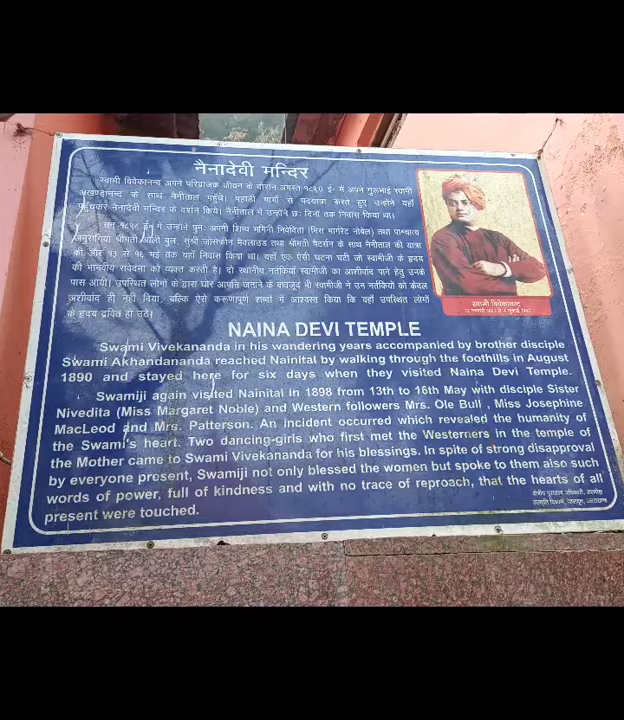 नैनादेवी मन्दिर
स्वामी विवेकानन्द अपने परिव्राजक जीवन के दौरान अगस्त १८९० ई॰ में अपने गुरूभाई स्वामी
अखण्डानन्द के साथ नैनीताल पहुंचे। पहाड़ी मार्गो से पदयात्रा करते हुए उन्होने यहाँ
पहुंचकर नैनादेवी मन्दिर के दर्शन किये। नैनीताल में उन्होंने छः दिनों तक निवास किया था।
सन् १८९८ ई॰ में उन्होने पुनः अपनी शिष्य भगिनी निवेदिता (मिस मार्गरेट नोबेल) तथा पाश्चात्य
श्रीमती ओली बुल, सुश्री जोसेफीन मैक्लाउड तथा श्रीमती पैटर्सन के साथ नैनीताल की यात्रा
की और १३ से १६ मई तक यहाँ निवास किया था। यहाँ एक ऐसी घटना घटी जो स्वामीजी के हृदय
की मानवीय संवेदना को व्यक्त करती है। दो स्थानीय नर्तकियाँ स्वामीजी का आशीर्वाद पाने हेतु उनके
पास आयीं। उपस्थित लोगों के द्वारा घोर आपत्ति जताने के बावजूद भी स्वामीजी ने उन नर्तकियों को केवल
आशीर्वाद ही नहीं दिया, बल्कि ऐसे करूणापूर्ण शब्दों में आश्वस्त किया कि वहाँ उपस्थित लोगों
के हृदय द्रवित हो उठे।
स्वामी विवेकानन्द
NAINA DEVI TEMPLE
Swami Vivekananda in his wandering years accompanied by brother disciple
Swami Akhandananda reached Nainital by walking through the foothills in August
1890 and stayed here for six days when they visited Naina Devi Temple.
Swamiji again visited Nainital in 1898 from 13th to 16th May with disciple Sister
Nivedita (Miss Margaret Noble) and Western followers Mrs. Ole Bull , Miss Josephine
MacLeod and Mrs. Patterson. An incident occurred which revealed the humanity of
the Swami's heart. Two dancing-girls who first met the Westerners in the temple of
the Mother came to Swami Vivekananda for his blessings. In spite of strong disapproval
by everyone present, Swamiji not only blessed the women but spoke to them also such
words of power, full of kindness and with no trace of reproach, that the hearts of all
present were touched.